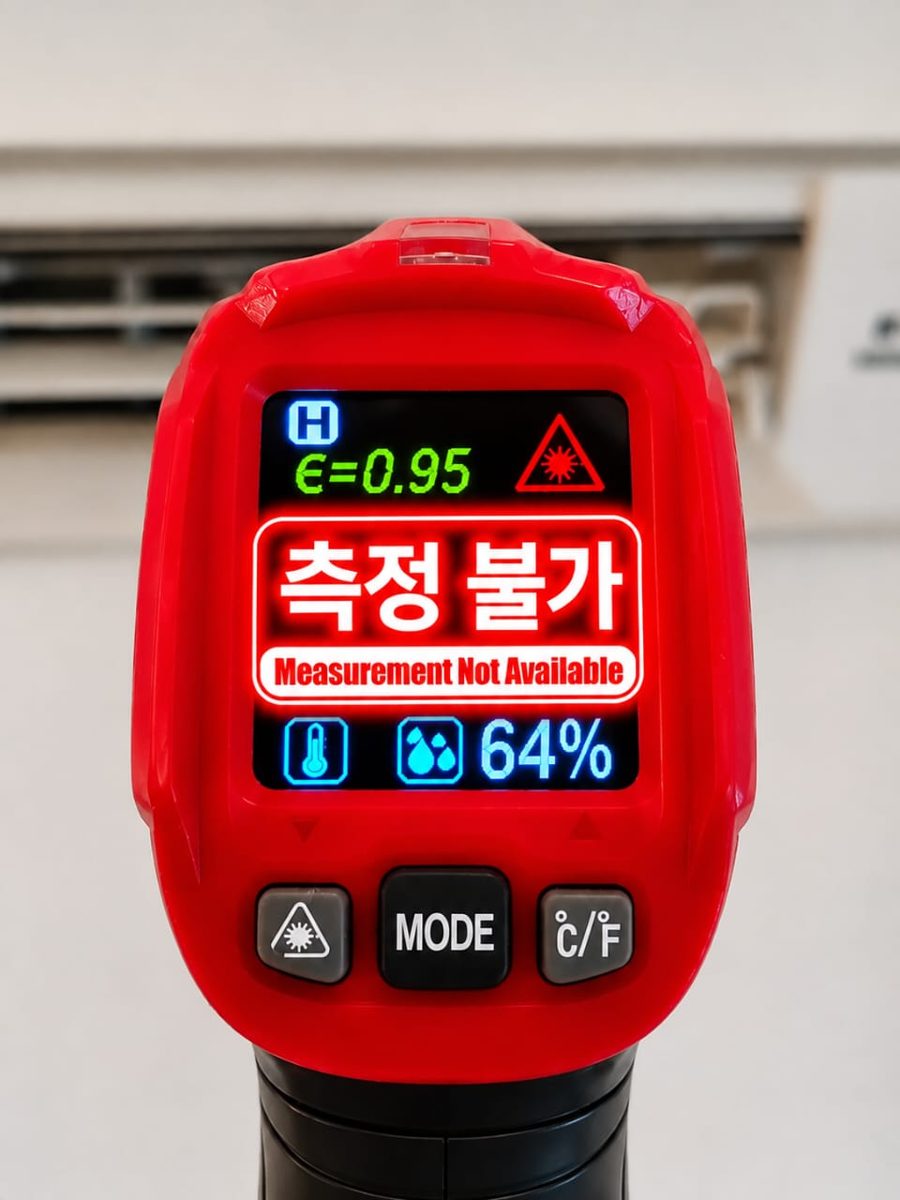 H
ϵ=0.95
측정 불가
Measurement Not Available
64%
MODE
°C/°F